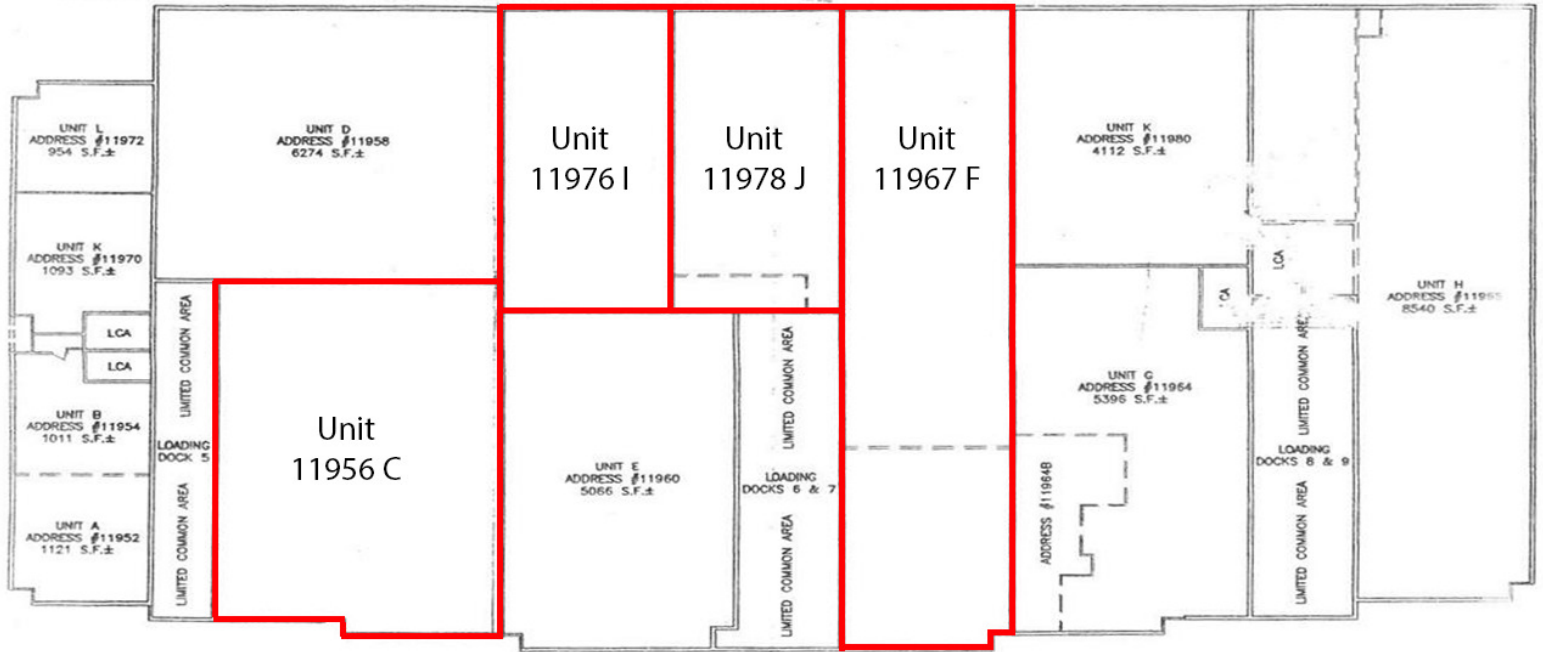 UNIT L
ADDRESS #11972
954 S.F.±
UNIT D
ADDRESS #11958
6274 S.F.±
Unit
11976 I
Unit
11978 J
Unit
11967 F
UNIT K
ADDRESS #11980
4112 S.F.±
UNIT K
ADDRESS #11970
1093 S.F.±
LCA
LCA
UNIT B
ADDRESS #11954
1011 S.F.±
UNIT A
ADDRESS #11952
1121 S.F.±
LIMITED COMMON AREA
LOADING
DOCK 5
LIMITED COMMON AREA
Unit
11956 C
UNIT E
ADDRESS #11960
5066 S.F.±
LIMITED COMMON AREA
LOADING
DOCKS 6 & 7
LIMITED COMMON AREA
UNIT G
ADDRESS #11964
5396 S.F.±
ADDRESS #11964B
LCA
LCA
LIMITED COMMON AREA
LOADING
DOCKS 8 & 9
LIMITED COMMON AREA
UNIT H
ADDRESS
8540 S.F.±